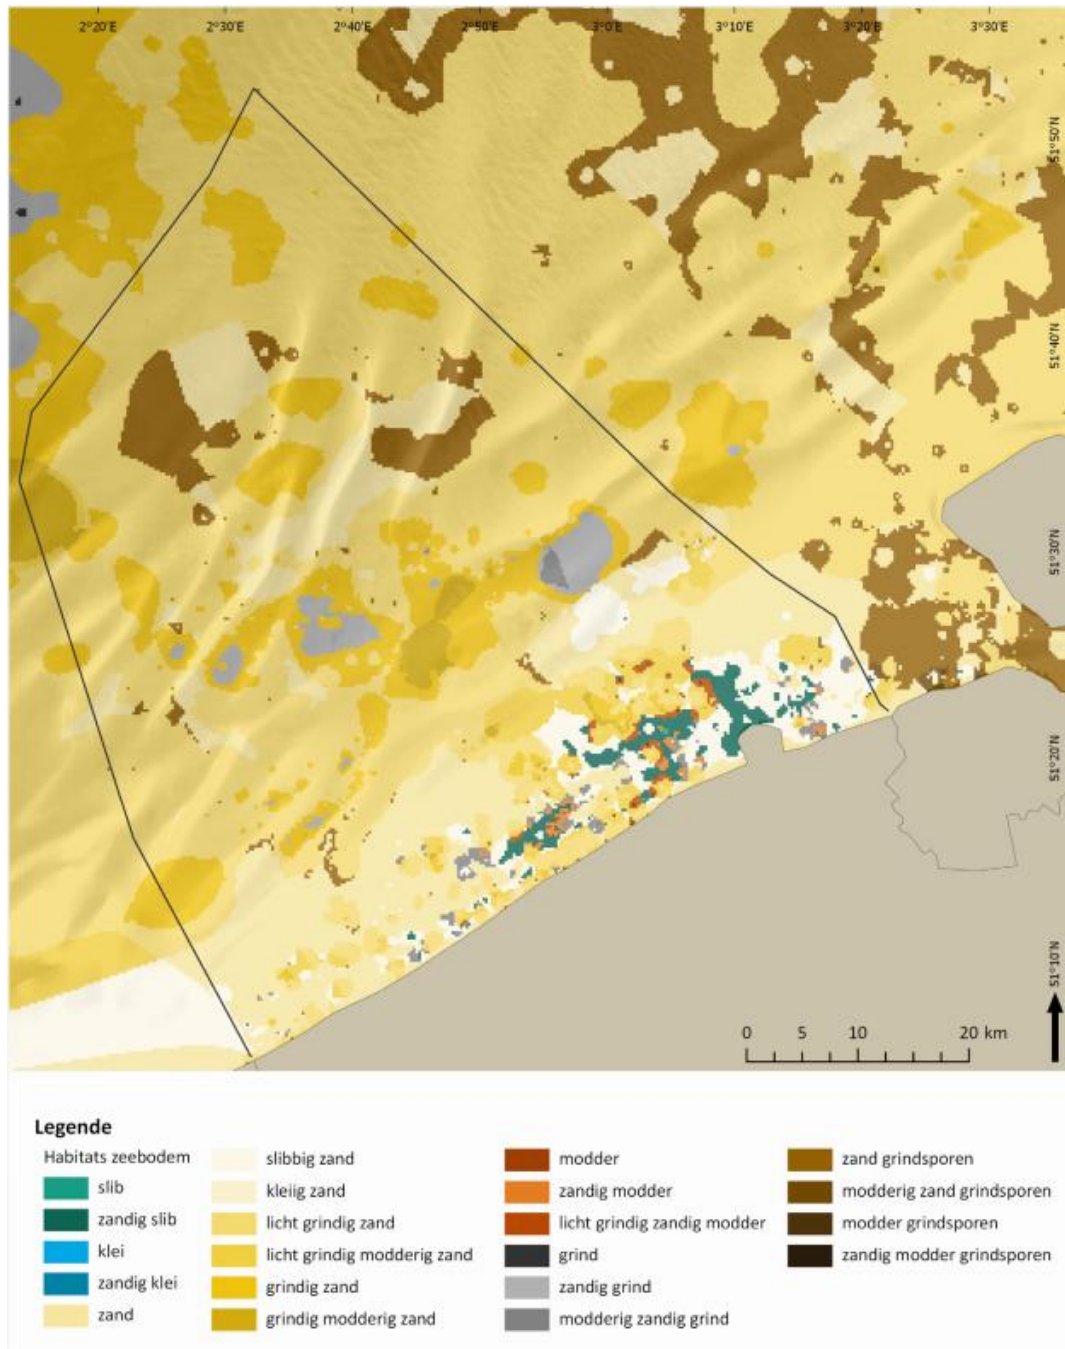 2°20'E 2°30'E 2°40'E 2°50'E 3°0'E 3°10'E 3°20'E 3°30'E
51°50'N
51°40'N
51°30'N
51°20'N
51°10'N
0 5 10 20 km
Legende
Habitats zeebodem
slib
zandig slib
klei
zandig klei
zand
slibbig zand
kleiig zand
licht grindig zand
licht grindig modderig zand
grindig zand
grindig modderig zand
modder
zandig modder
licht grindig zandig modder
grind
zandig grind
modderig zandig grind
zand grindsporen
modderig zand grindsporen
modder grindsporen
zandig modder grindsporen